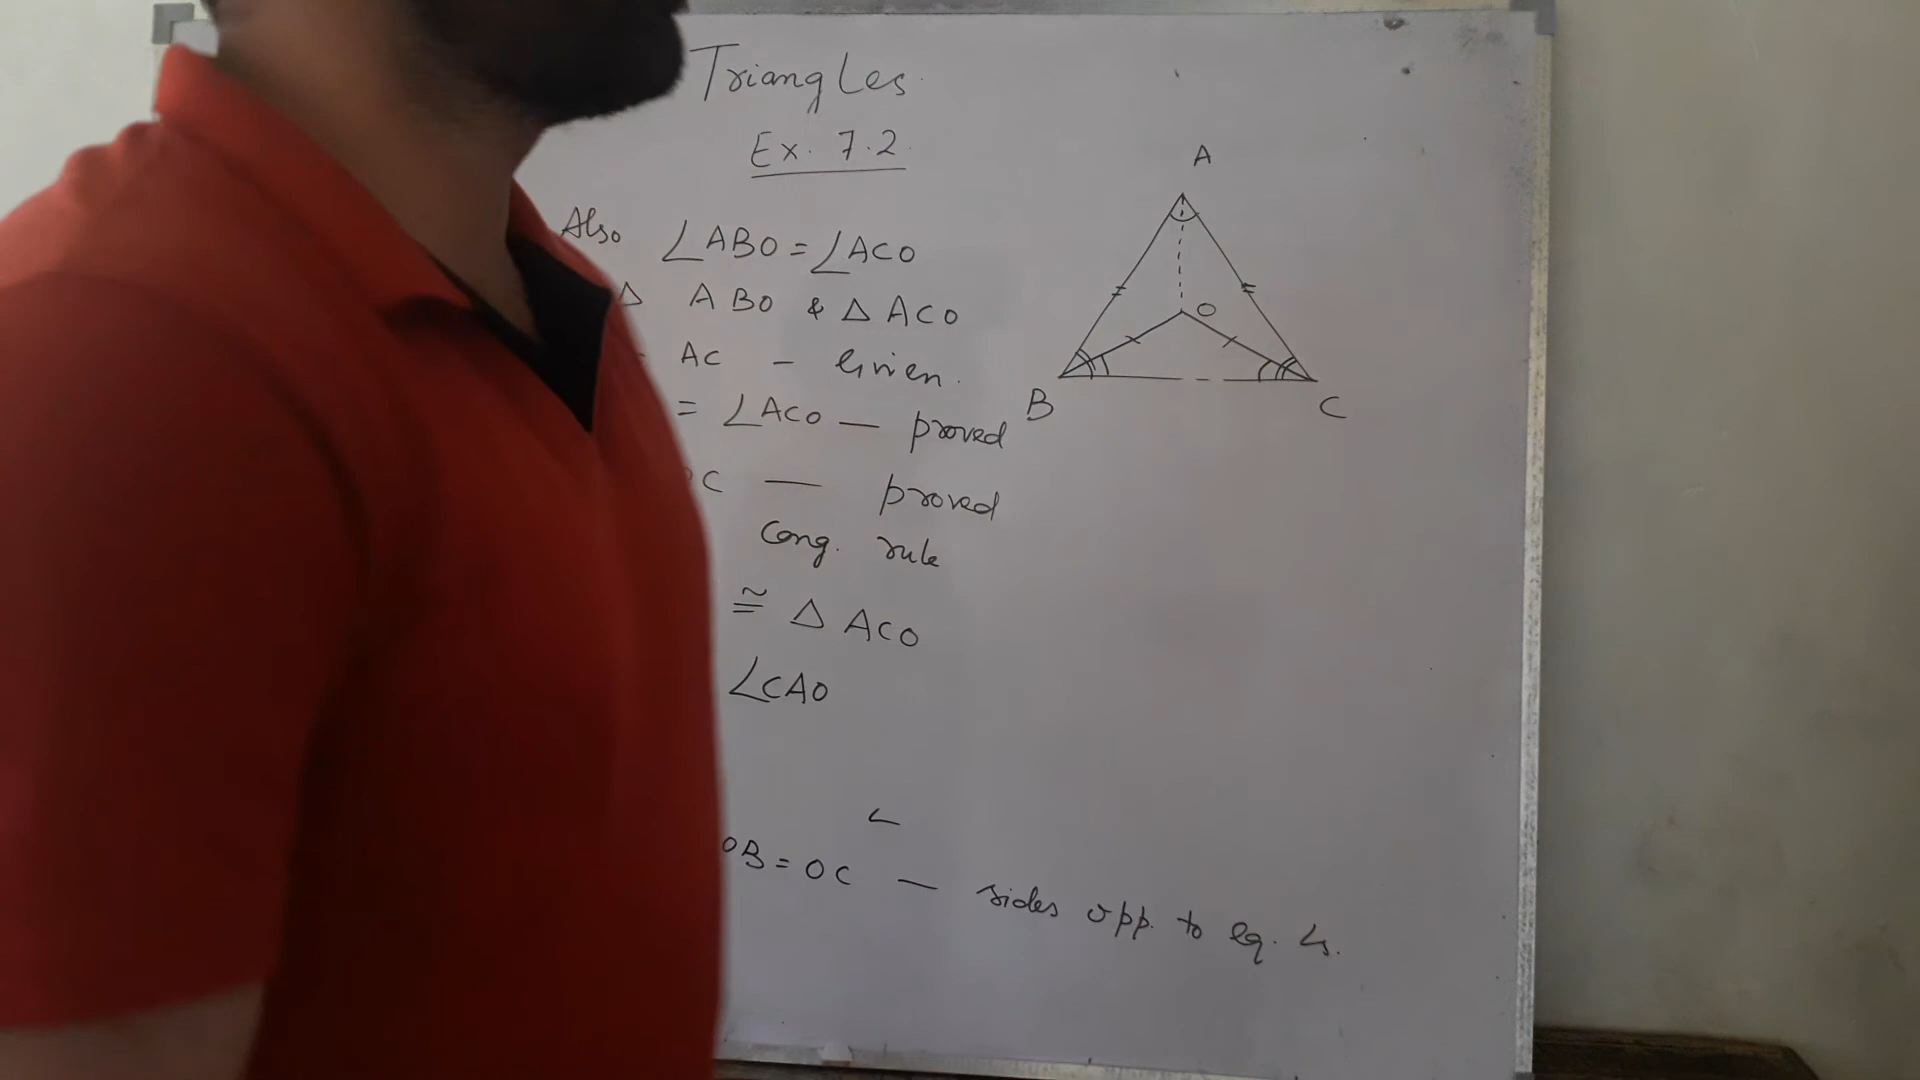 Triangles
Ex. 7.2
Also ∠ABO = ∠ACO
△ ABO & △ ACO
AC - Given.
= ∠ACO — proved
OC — proved
Cong. rule
≅ △ ACO
∠CAO
∠
OB = OC — sides opp. to eq. ∠s.
A
O
B
C